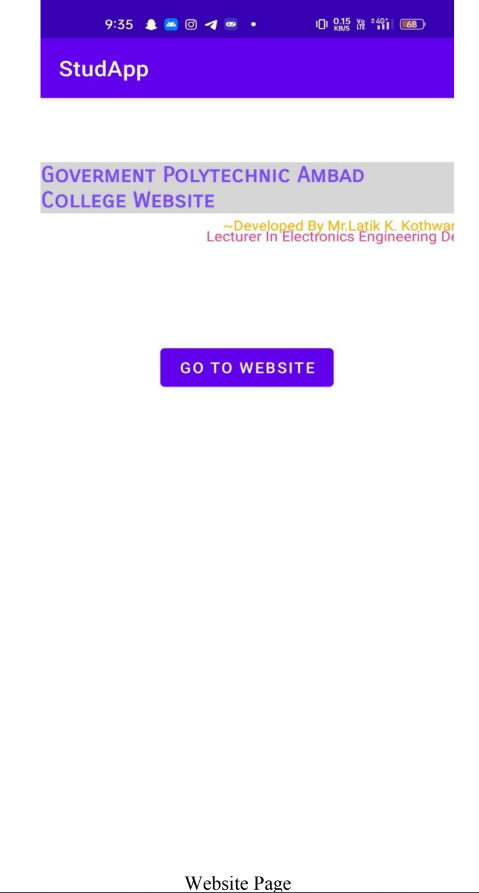 9:35
0.15 KB/S Vo LTE 4G 68
StudApp
GOVERMENT POLYTECHNIC AMBAD
COLLEGE WEBSITE
~Developed By Mr.Latik K. Kothwar
Lecturer In Electronics Engineering De
GO TO WEBSITE
Website Page